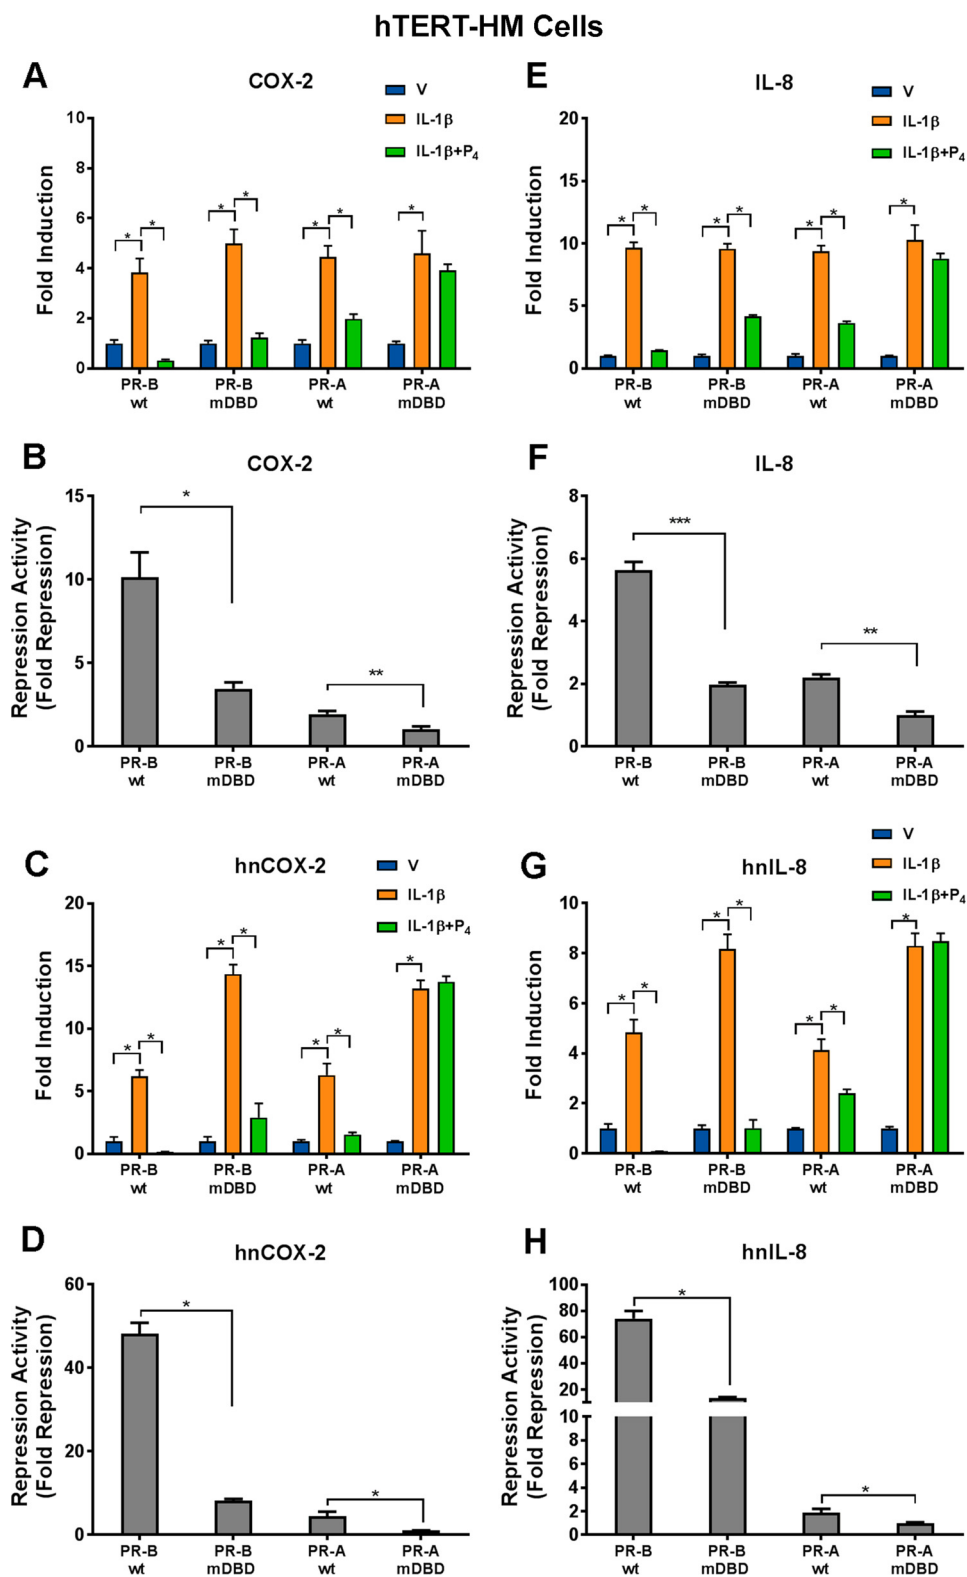 hTERT-HM Cells
A
COX-2
V
IL-1β
IL-1β+P4
Fold Induction
10
8
6
4
2
0
* * * * * * *
PR-B wt
PR-B mDBD
PR-A wt
PR-A mDBD
E
IL-8
V
IL-1β
IL-1β+P4
Fold Induction
20
15
10
5
0
* * * * * * *
PR-B wt
PR-B mDBD
PR-A wt
PR-A mDBD
B
COX-2
Repression Activity
(Fold Repression)
15
10
5
0
*
**
PR-B wt
PR-B mDBD
PR-A wt
PR-A mDBD
F
IL-8
Repression Activity
(Fold Repression)
8
6
4
2
0
***
**
PR-B wt
PR-B mDBD
PR-A wt
PR-A mDBD
C
hnCOX-2
V
IL-1β
IL-1β+P4
Fold Induction
20
15
10
5
0
* * * * * * *
PR-B wt
PR-B mDBD
PR-A wt
PR-A mDBD
G
hnIL-8
V
IL-1β
IL-1β+P4
Fold Induction
10
8
6
4
2
0
* * * * * * *
PR-B wt
PR-B mDBD
PR-A wt
PR-A mDBD
D
hnCOX-2
Repression Activity
(Fold Repression)
60
40
20
0
*
*
PR-B wt
PR-B mDBD
PR-A wt
PR-A mDBD
H
hnIL-8
Repression Activity
(Fold Repression)
100
80
60
40
20
10
8
6
4
2
0
*
*
PR-B wt
PR-B mDBD
PR-A wt
PR-A mDBD